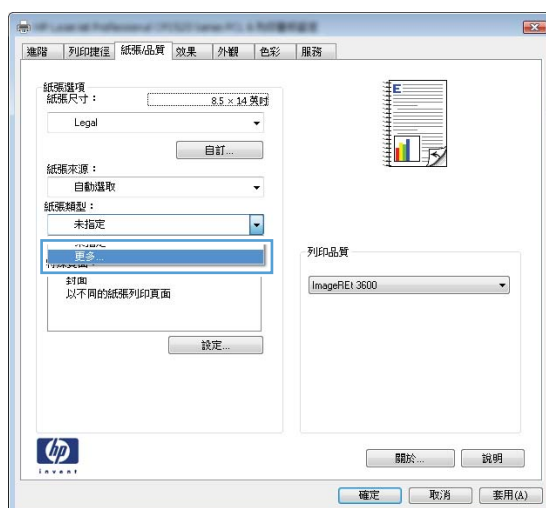 進階 列印捷徑 紙張/品質 效果 外觀 色彩 服務
紙張選項
紙張尺寸： 8.5 × 14 英吋
Legal
自訂...
紙張來源：
自動選取
紙張類型：
未指定
更多...
封面
以不同的紙張列印頁面
設定...
E
列印品質
ImageREt 3600
hp
invent
關於... 說明
確定 取消 套用(A)